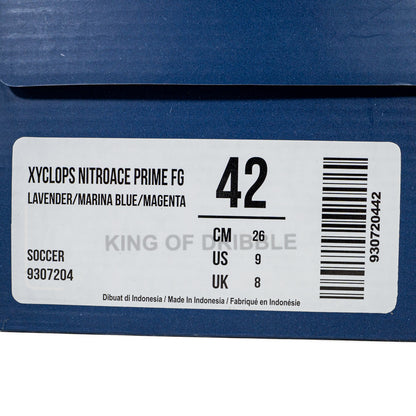 XYCLOPS NITROACE PRIME FG
LAVENDER/MARINA BLUE/MAGENTA
42
CM 26
KING OF DRIBBLE
US 9
SOCCER
9307204
UK 8
Dibuat di Indonesia / Made In Indonesia / Fabriqué en Indonésie
930720442